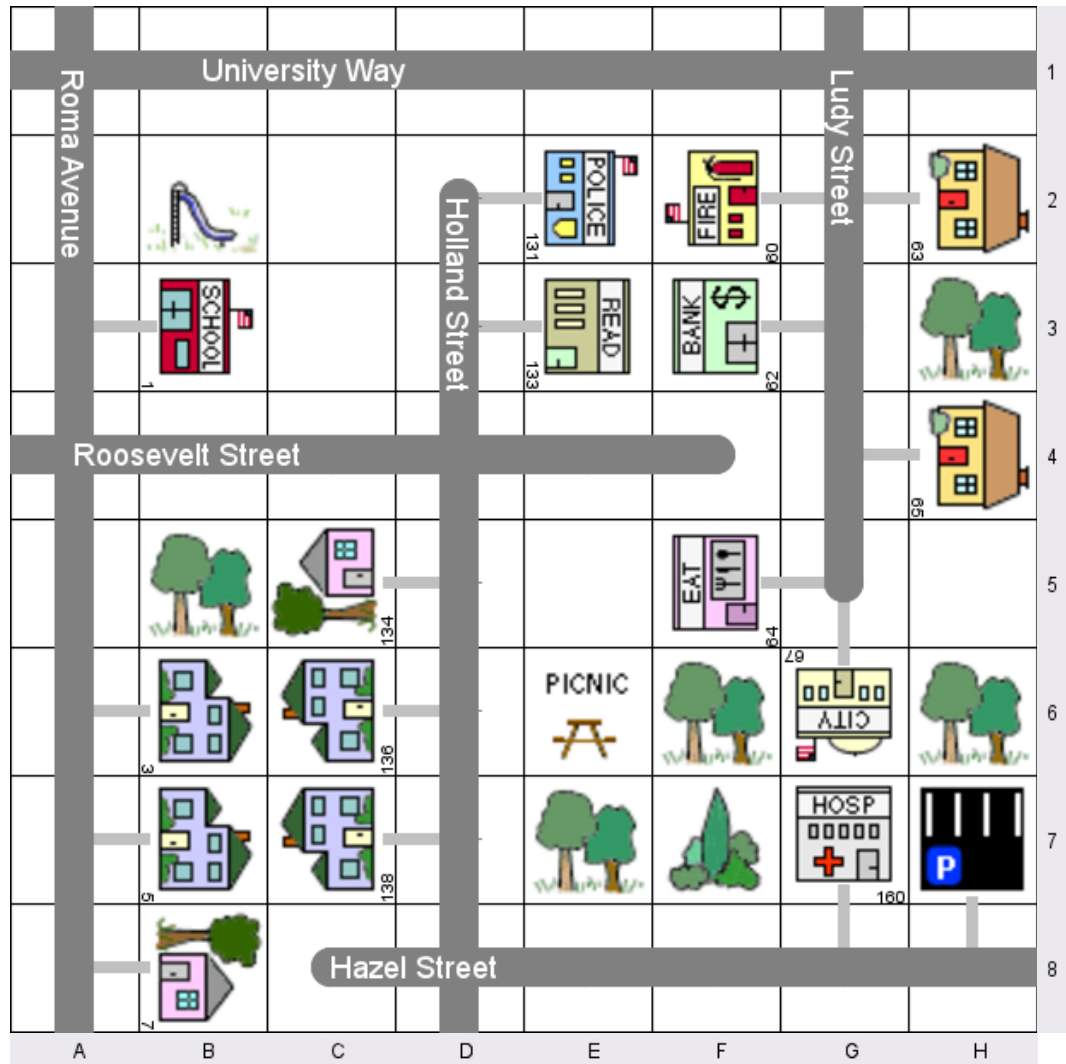 University Way
Roma Avenue
Ludy Street
1
POLICE
131
FIRE
60
63
2
Holland Street
SCHOOL
1
READ
133
BANK
$
62
3
Roosevelt Street
65
4
134
EAT
64
5
3
136
PICNIC
67
CITY
6
5
138
HOSP
160
P
7
7
Hazel Street
8
A B C D E F G H